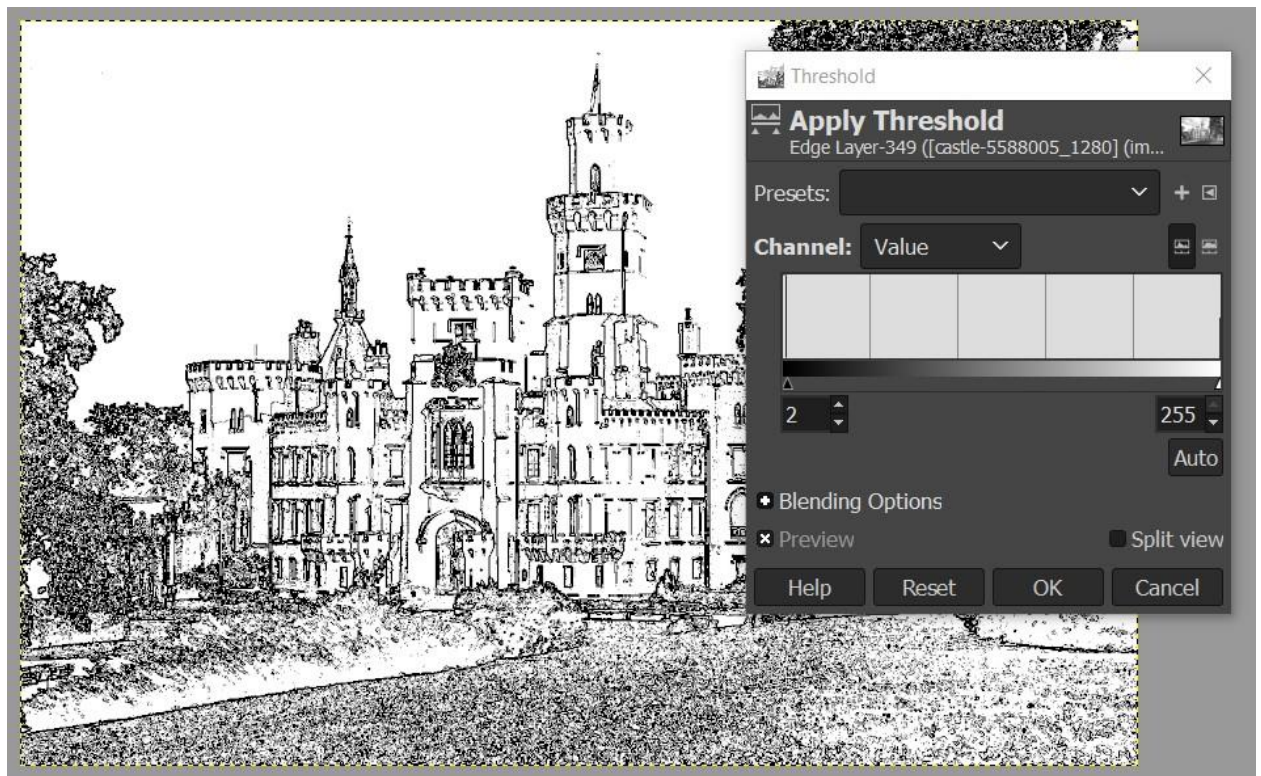 Threshold
Apply Threshold
Edge Layer-349 ([castle-5588005_1280] (im...
Presets:
Channel: Value
2 255
Auto
Blending Options
Preview Split view
Help Reset OK Cancel